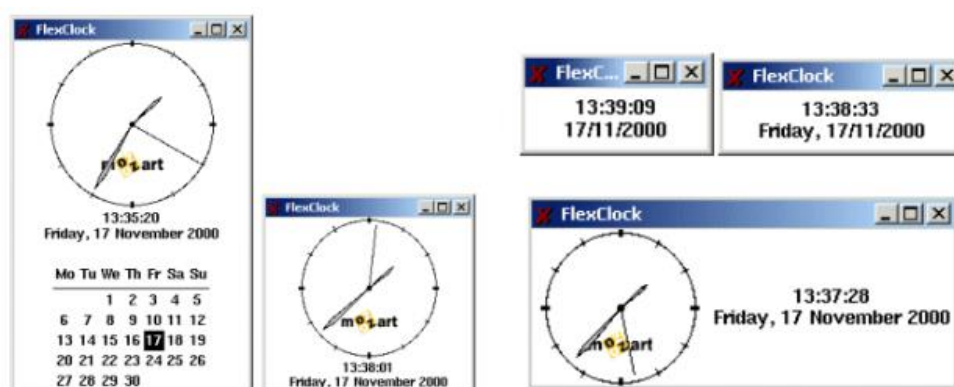 FlexClock
mozart
13:35:20
Friday, 17 November 2000
Mo Tu We Th Fr Sa Su
1 2 3 4 5
6 7 8 9 10 11 12
13 14 15 16 17 18 19
20 21 22 23 24 25 26
27 28 29 30
FlexClock
mozart
13:38:01
Friday, 17 November 2000
FlexC...
13:39:09
17/11/2000
FlexClock
13:38:33
Friday, 17/11/2000
FlexClock
mozart
13:37:28
Friday, 17 November 2000